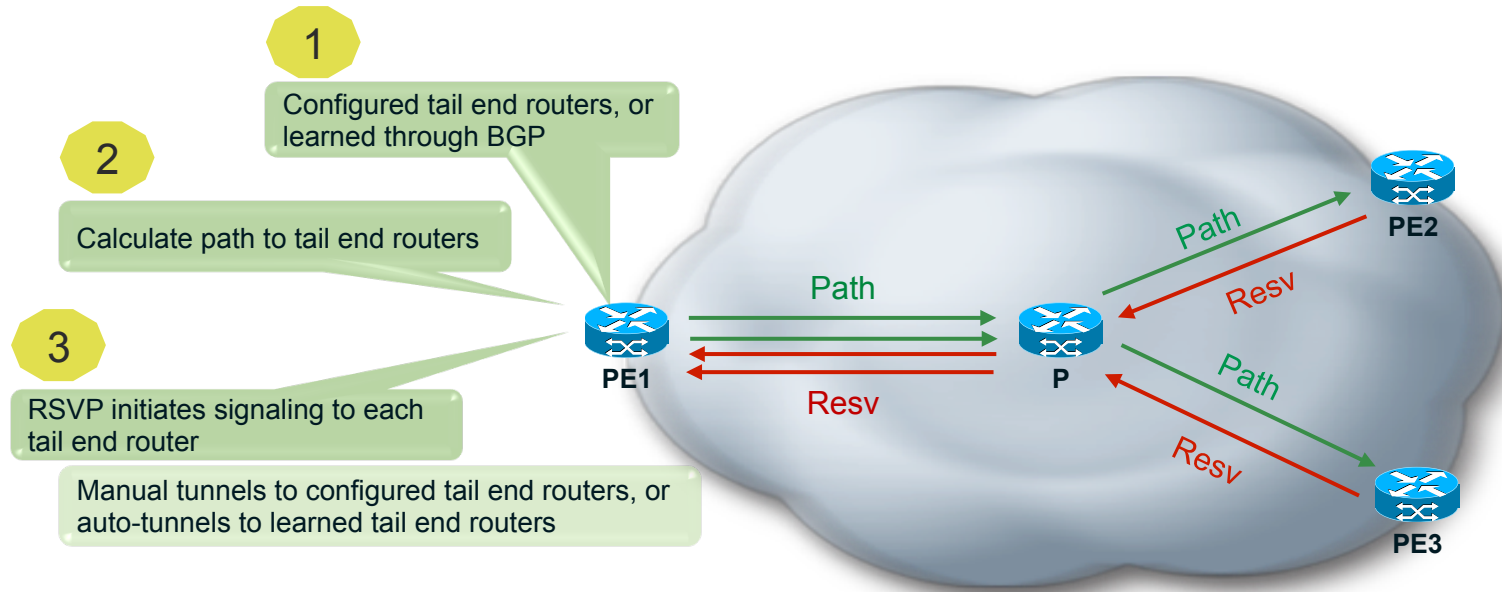 1
Configured tail end routers, or
learned through BGP
2
Calculate path to tail end routers
3
RSVP initiates signaling to each
tail end router
Manual tunnels to configured tail end routers, or
auto-tunnels to learned tail end routers
PE1
Path
Resv
P
Path
Resv
PE2
Path
Resv
PE3